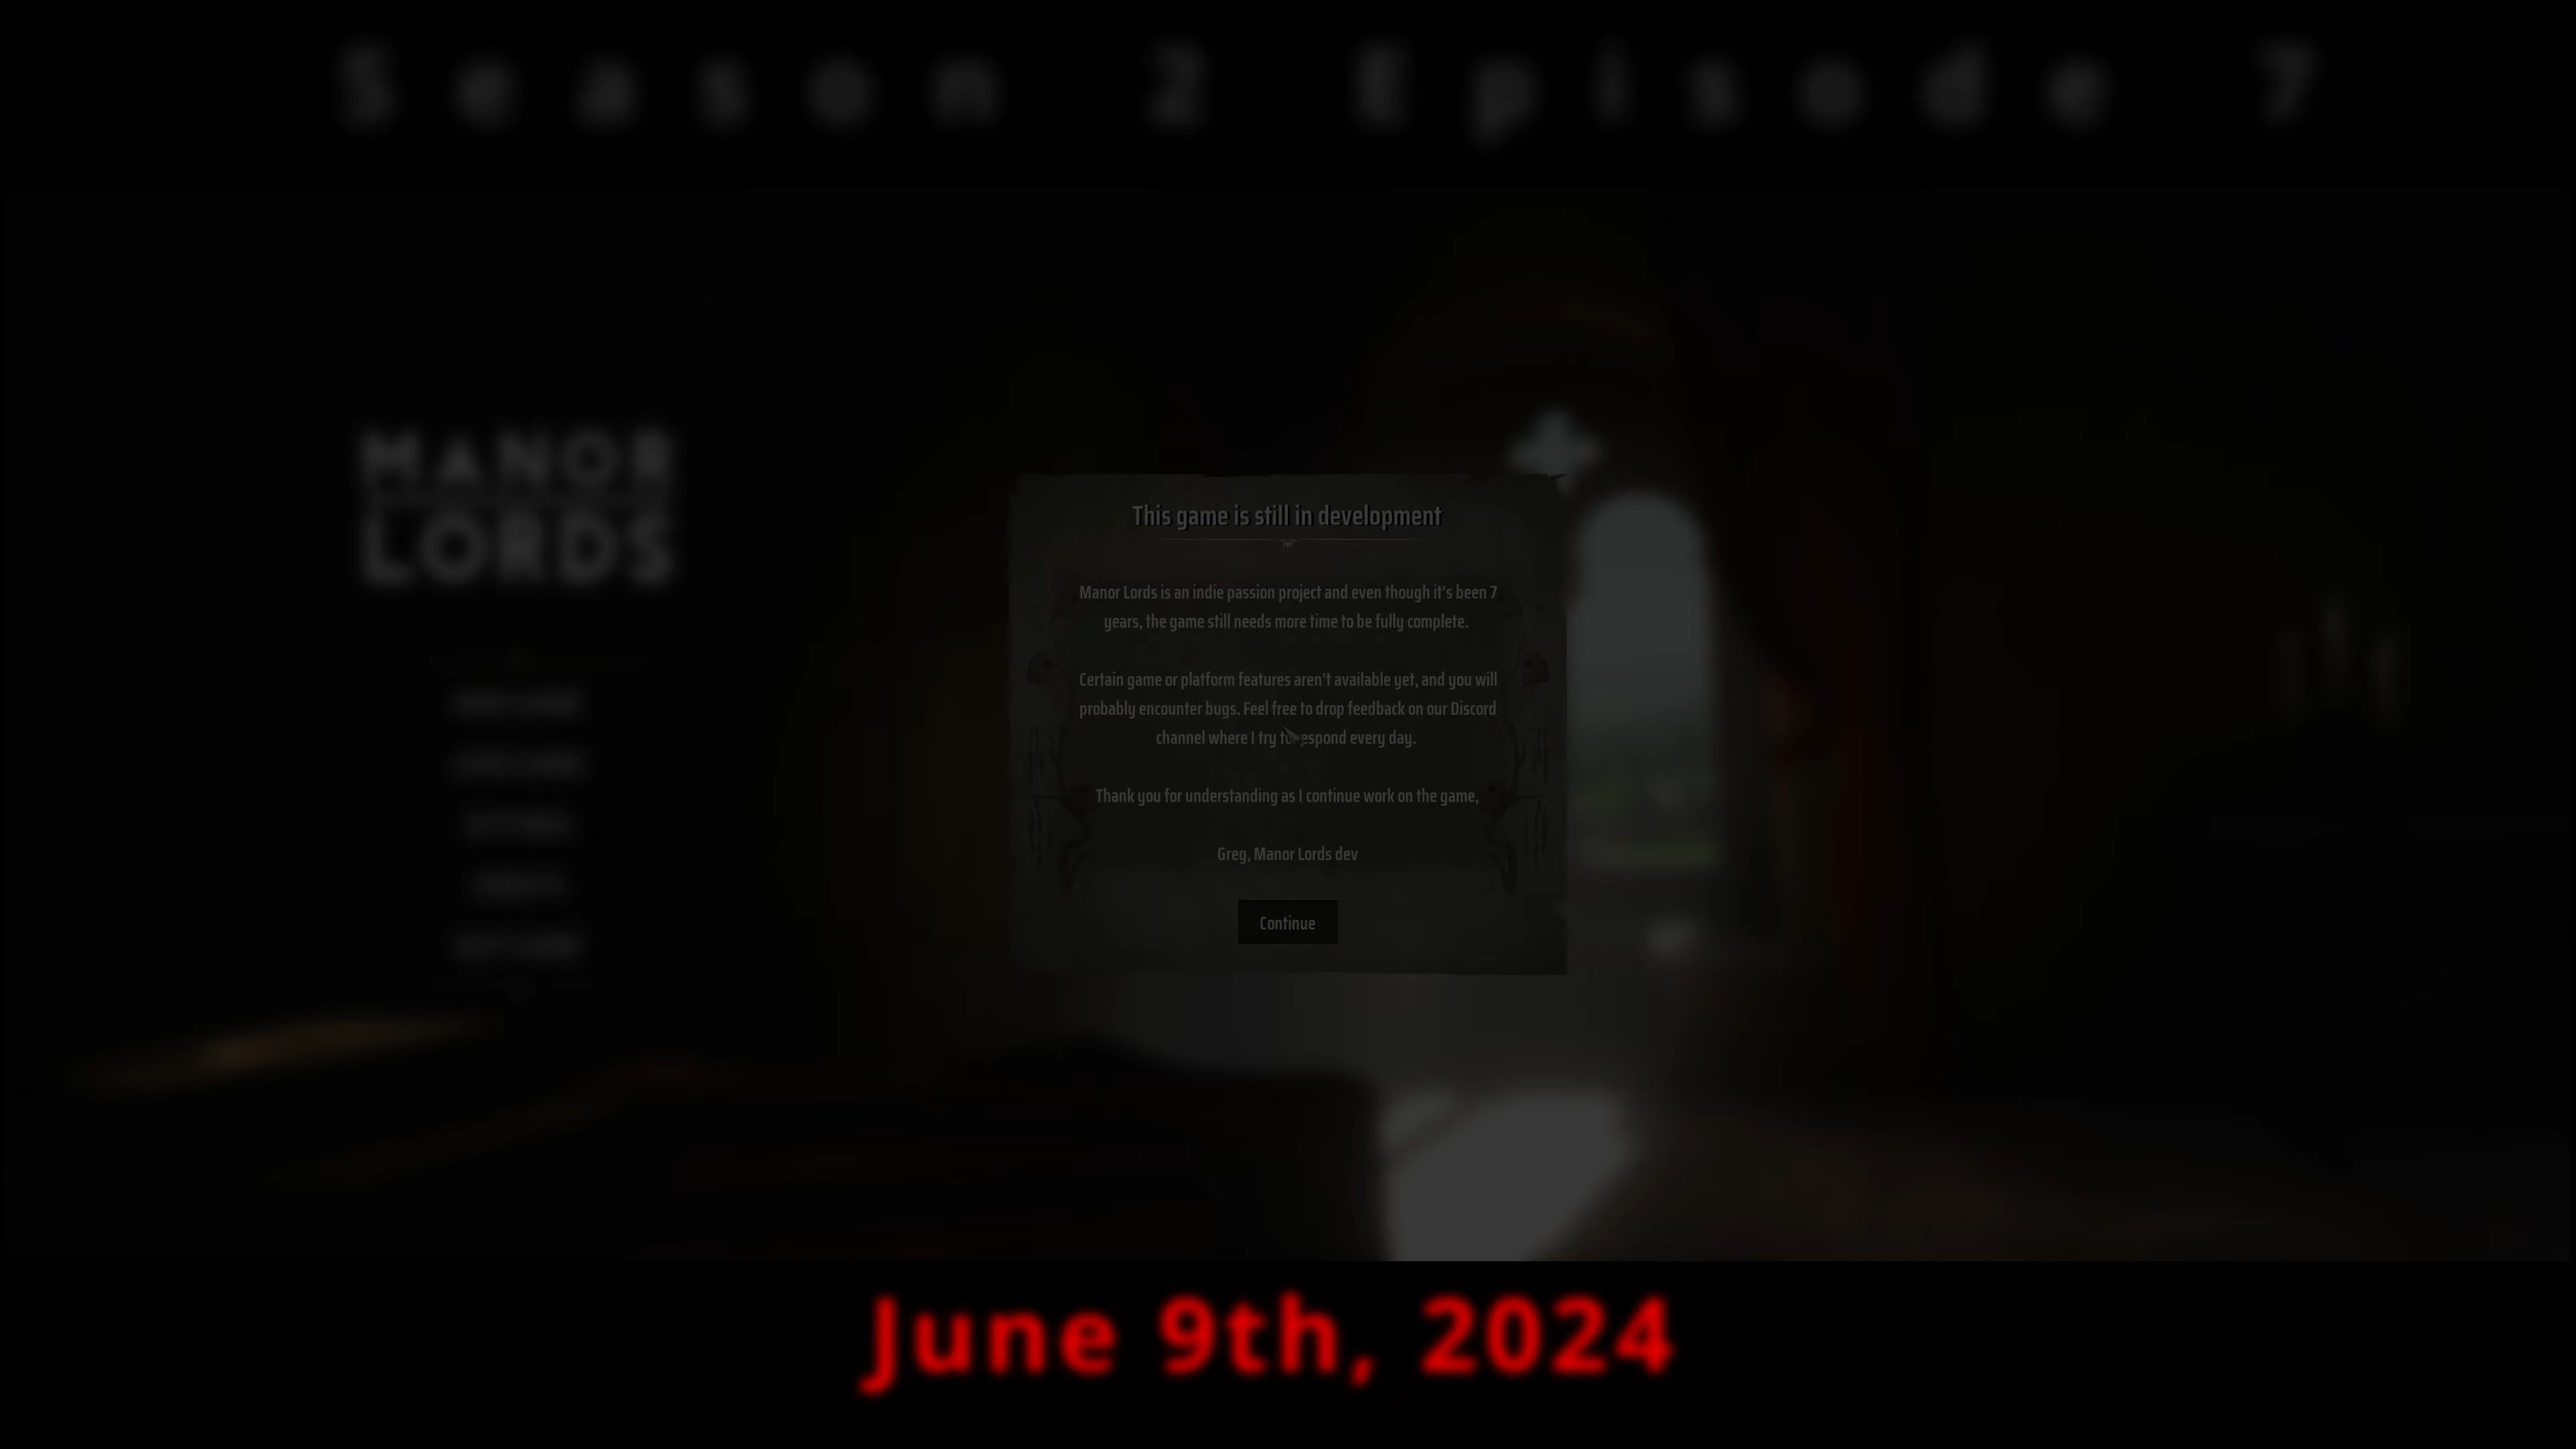 Season 2 Episode 7
MANOR
LORDS
This game is still in development
Manor Lords is an indie passion project and even though it's been 7
years, the game still needs more time to be fully complete.
Certain game or platform features aren't available yet, and you will
probably encounter bugs. Feel free to drop feedback on our Discord
channel where I try to respond every day.
Thank you for understanding as I continue work on the game,
Greg, Manor Lords dev
Continue
June 9th, 2024